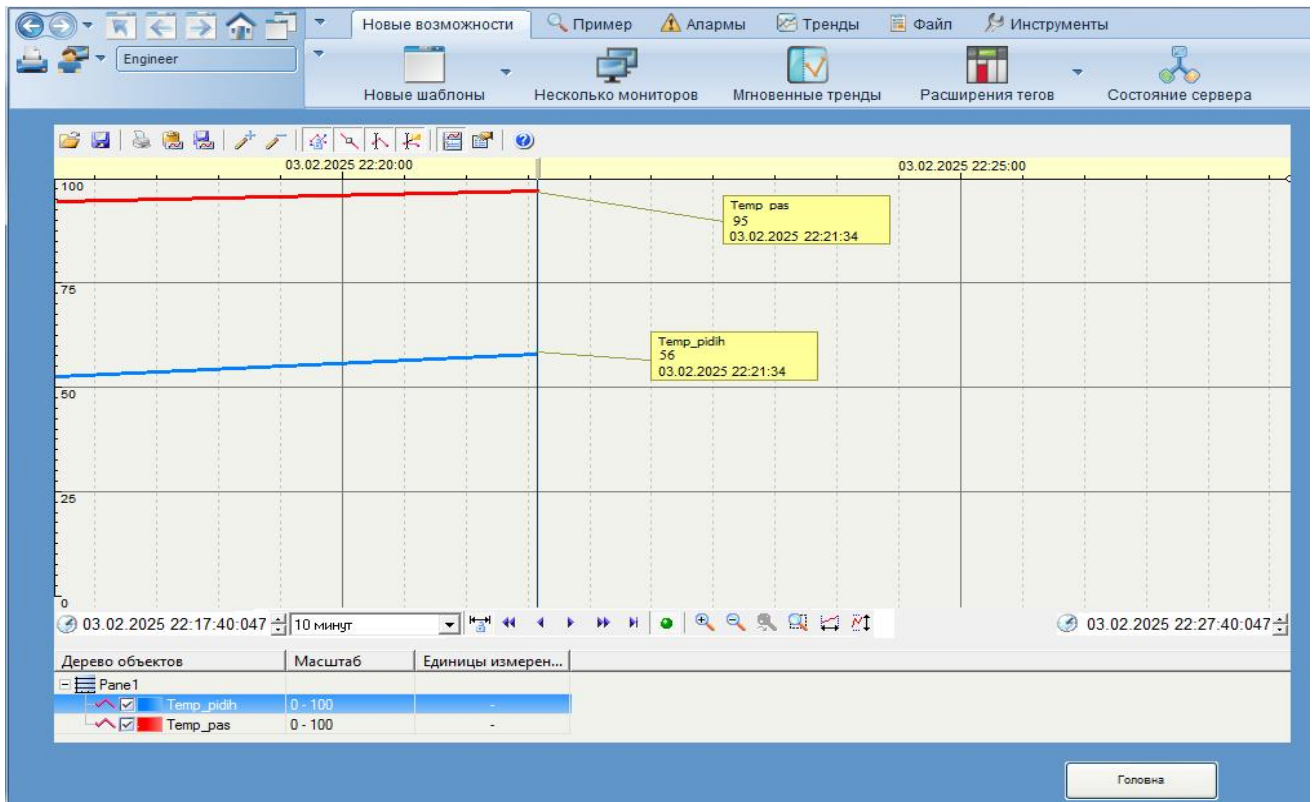 Новые возможности Пример Алармы Тренды Файл Инструменты
Engineer
Новые шаблоны Несколько мониторов Мгновенные тренды Расширения тегов Состояние сервера
03.02.2025 22:20:00 03.02.2025 22:25:00
100
Temp_pas
95
03.02.2025 22:21:34
75
Temp_pidih
56
03.02.2025 22:21:34
50
25
0
03.02.2025 22:17:40:047 10 минут 03.02.2025 22:27:40:047
Дерево объектов Масштаб Единицы измерен...
Pane1
Temp_pidih 0 - 100 -
Temp_pas 0 - 100 -
Головна